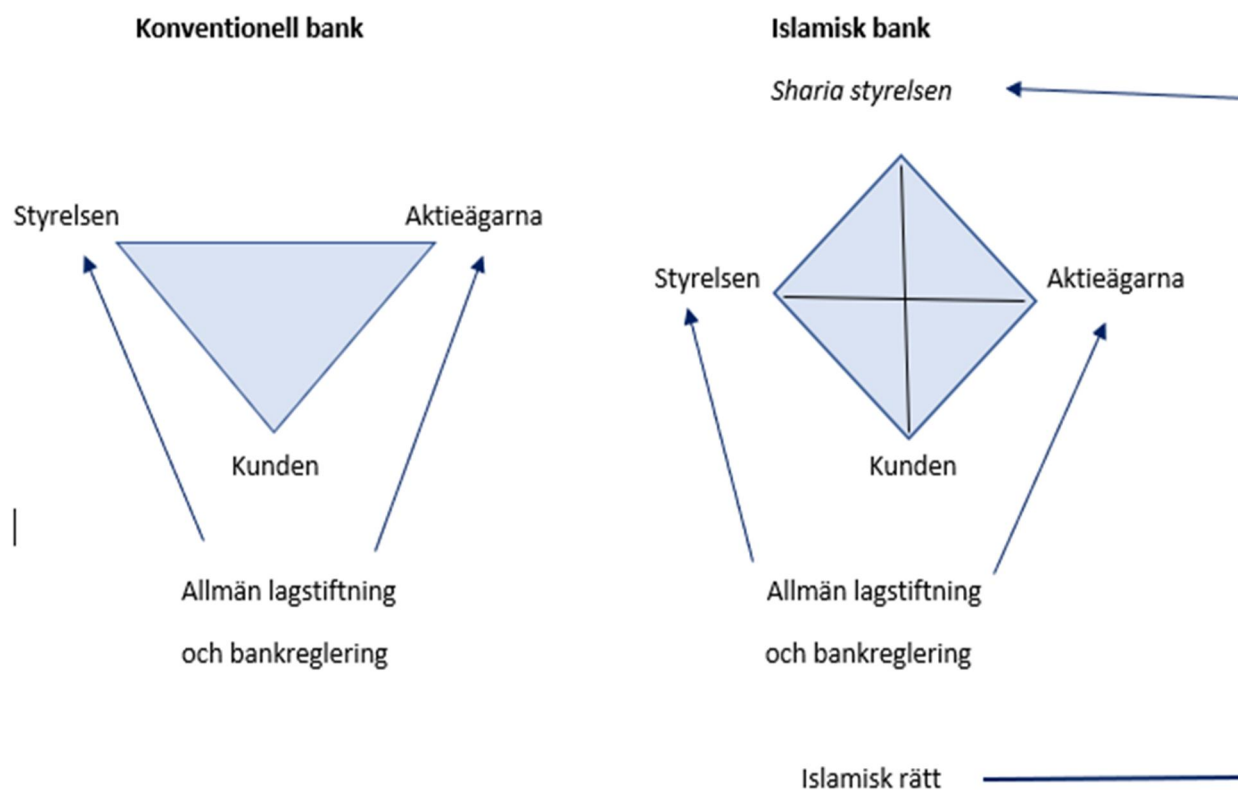 Konventionell bank
Styrelsen
Aktieägarna
Kunden
Allmän lagstiftning
och bankreglering
Islamisk bank
Sharia styrelsen
Styrelsen
Aktieägarna
Kunden
Allmän lagstiftning
och bankreglering
Islamisk rätt